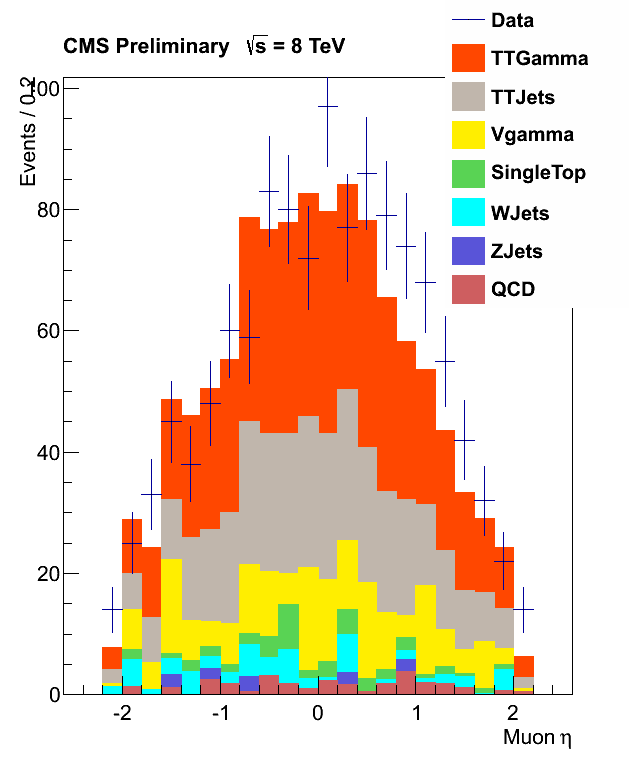 CMS Preliminary √s = 8 TeV
Data
TTGamma
TTJets
Vgamma
SingleTop
WJets
ZJets
QCD
Events / 0.2
100
80
60
40
20
0
-2 -1 0 1 2
Muon η